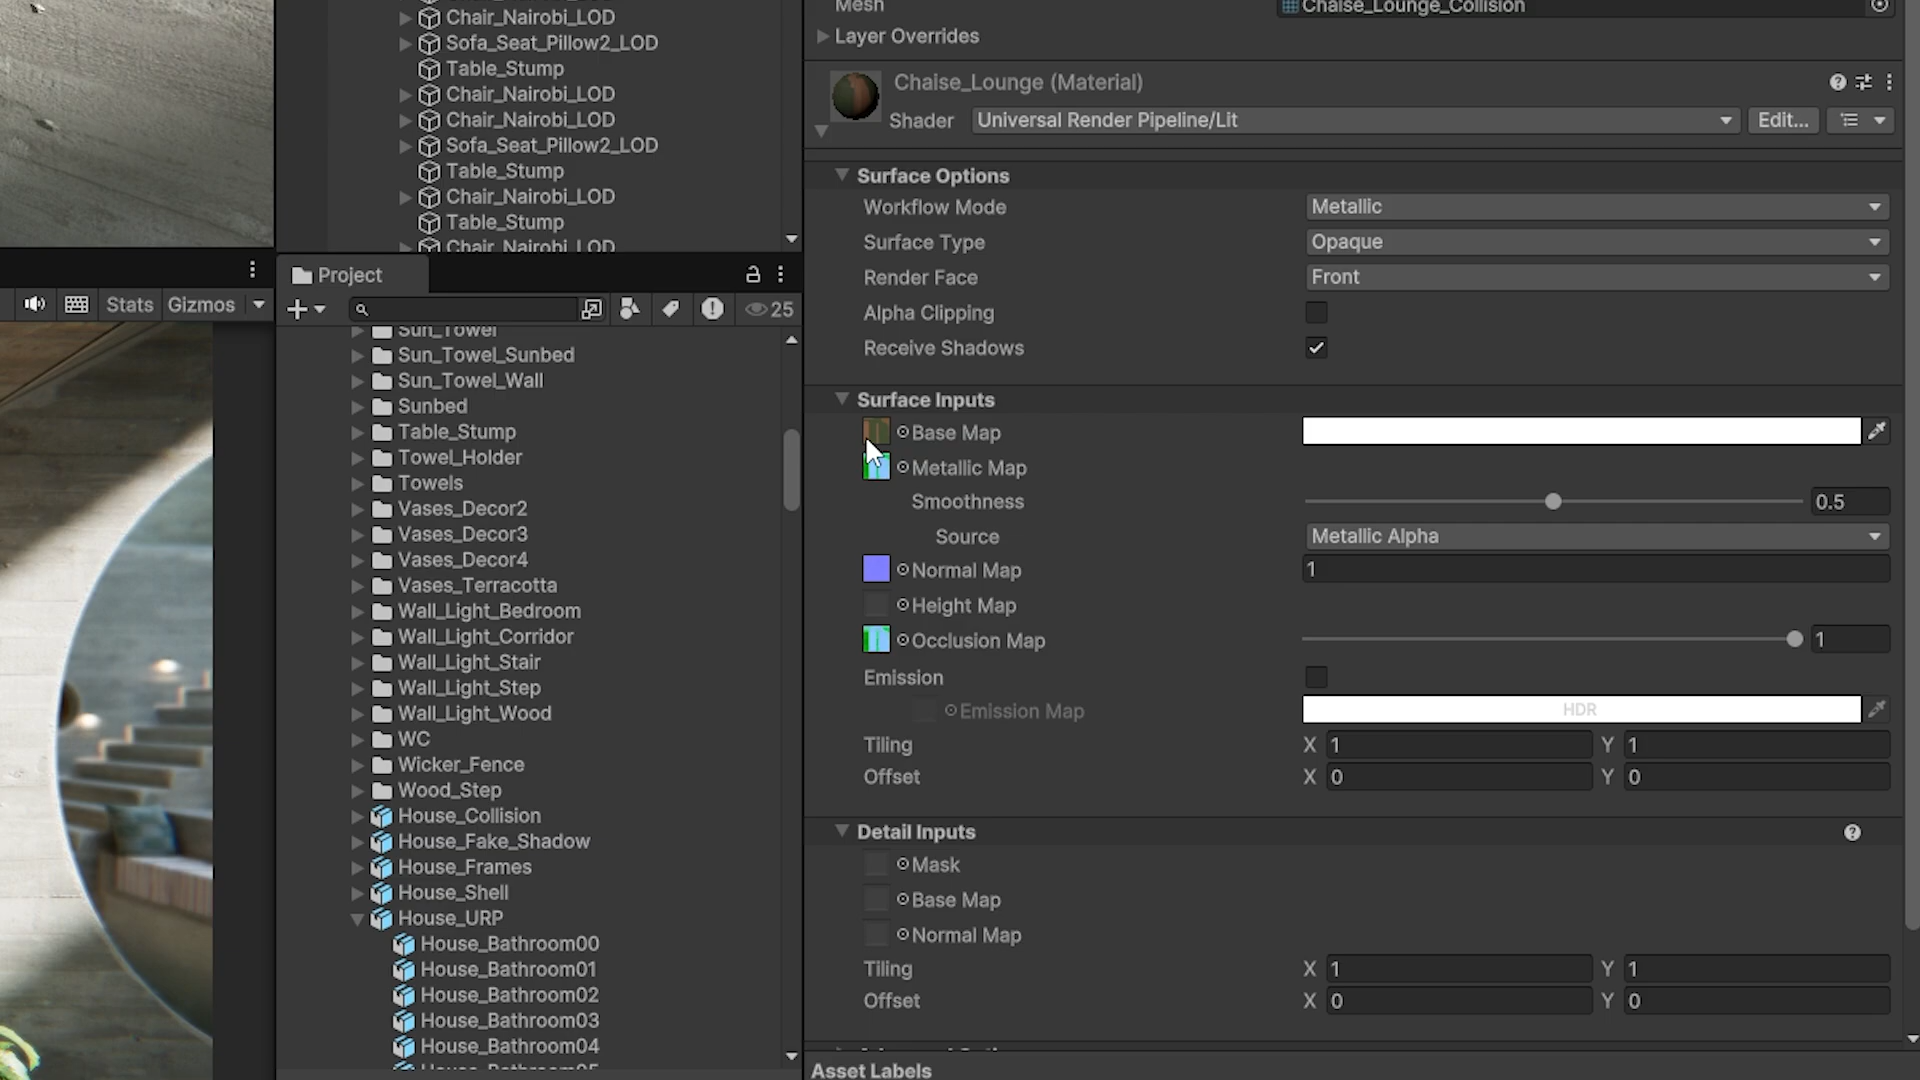 Chair_Nairobi_LOD
Sofa_Seat_Pillow2_LOD
Table_Stump
Chair_Nairobi_LOD
Chair_Nairobi_LOD
Sofa_Seat_Pillow2_LOD
Table_Stump
Chair_Nairobi_LOD
Table_Stump
Chair_Nairobi_LOD
Stats
Gizmos
Project
25
Sun_Towel
Sun_Towel_Sunbed
Sun_Towel_Wall
Sunbed
Table_Stump
Towel_Holder
Towels
Vases_Decor2
Vases_Decor3
Vases_Decor4
Vases_Terracotta
Wall_Light_Bedroom
Wall_Light_Corridor
Wall_Light_Stair
Wall_Light_Step
Wall_Light_Wood
WC
Wicker_Fence
Wood_Step
House_Collision
House_Fake_Shadow
House_Frames
House_Shell
House_URP
House_Bathroom00
House_Bathroom01
House_Bathroom02
House_Bathroom03
House_Bathroom04
Mesh Chaise_Lounge_Collision
Layer Overrides
Chaise_Lounge (Material)
Shader Universal Render Pipeline/Lit Edit...
Surface Options
Workflow Mode Metallic
Surface Type Opaque
Render Face Front
Alpha Clipping
Receive Shadows
Surface Inputs
Base Map
Metallic Map
Smoothness 0.5
Source Metallic Alpha
Normal Map 1
Height Map
Occlusion Map 1
Emission
Emission Map HDR
Tiling X 1 Y 1
Offset X 0 Y 0
Detail Inputs
Mask
Base Map
Normal Map
Tiling X 1 Y 1
Offset X 0 Y 0
Asset Labels